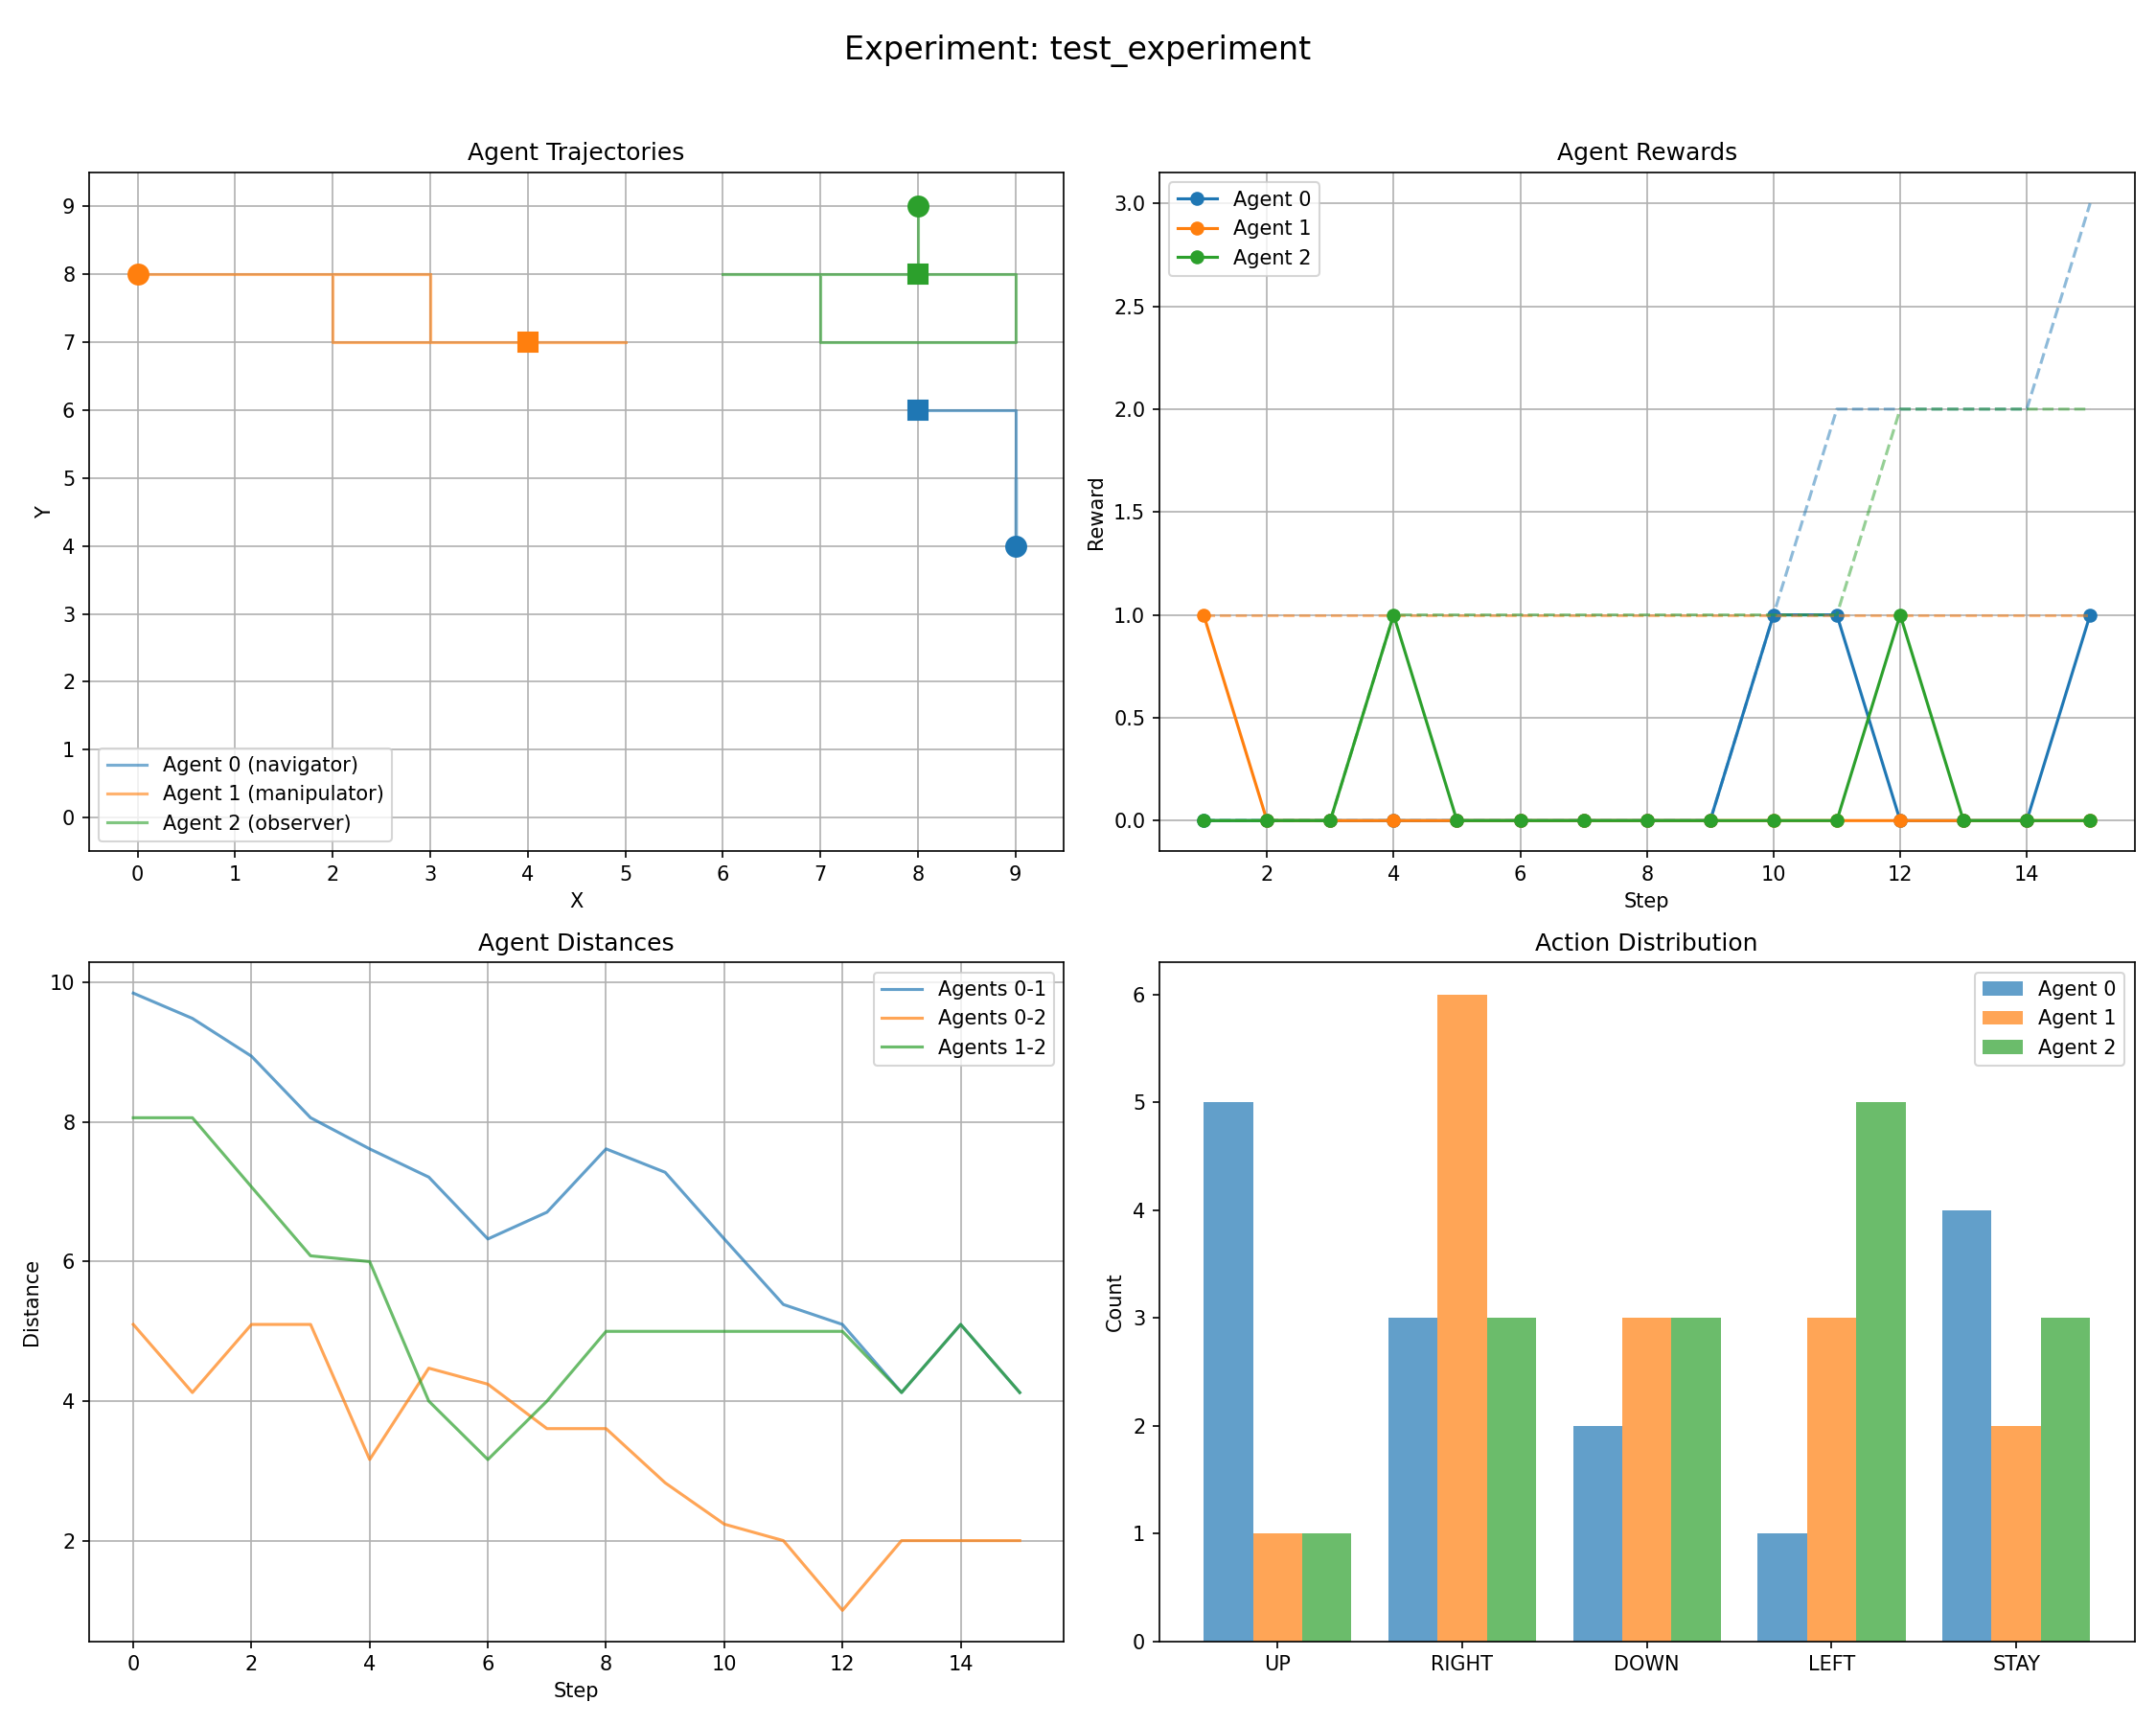 Experiment: test_experiment
Agent Trajectories
Y
9
8
7
6
5
4
3
2
1
0
Agent 0 (navigator)
Agent 1 (manipulator)
Agent 2 (observer)
0 1 2 3 4 5 6 7 8 9
X
Agent Rewards
Reward
3.0
2.5
2.0
1.5
1.0
0.5
0.0
Agent 0
Agent 1
Agent 2
2 4 6 8 10 12 14
Step
Agent Distances
Distance
10
8
6
4
2
Agents 0-1
Agents 0-2
Agents 1-2
0 2 4 6 8 10 12 14
Step
Action Distribution
Count
6
5
4
3
2
1
0
Agent 0
Agent 1
Agent 2
UP RIGHT DOWN LEFT STAY